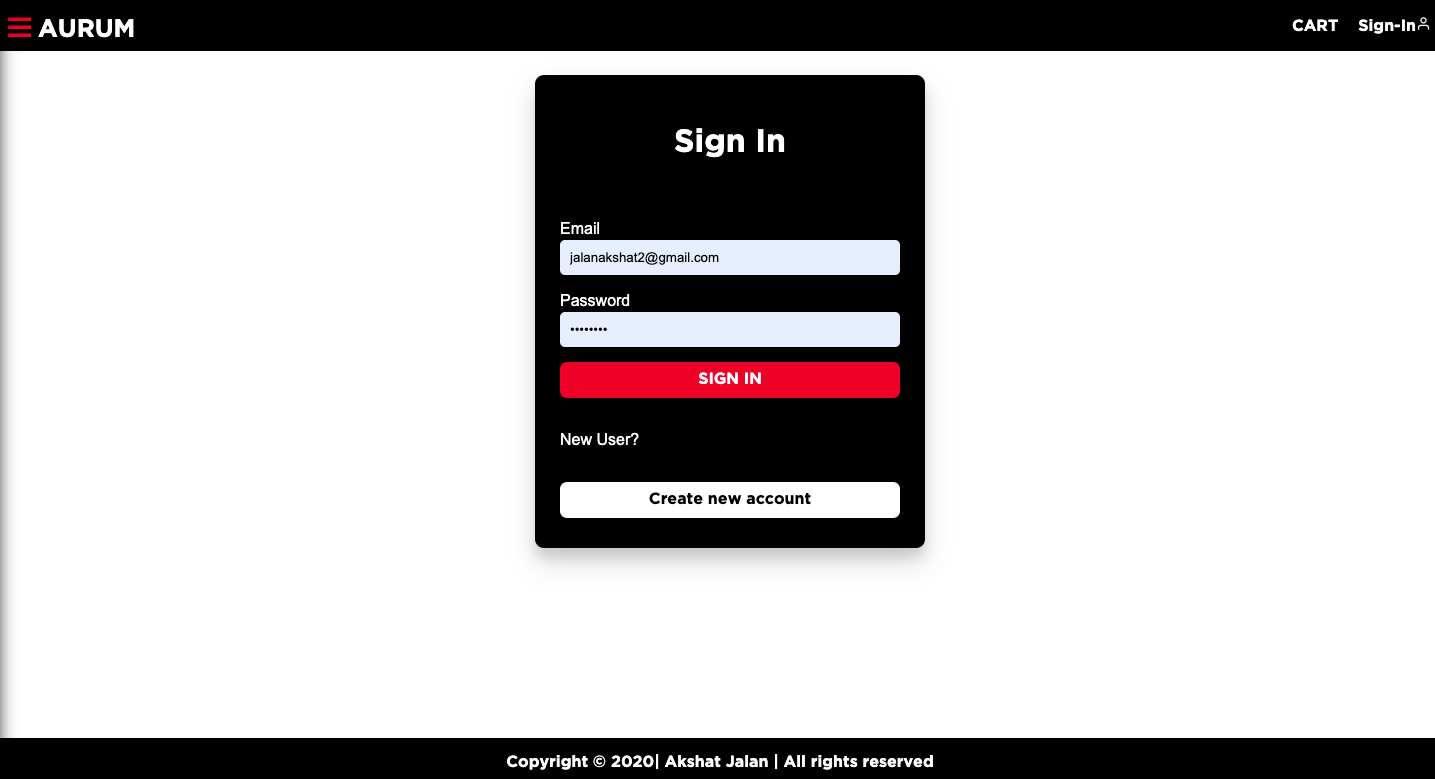 AURUM
CART Sign-In
Sign In
Email
jalanakshat2@gmail.com
Password
••••••••
SIGN IN
New User?
Create new account
Copyright © 2020| Akshat Jalan | All rights reserved